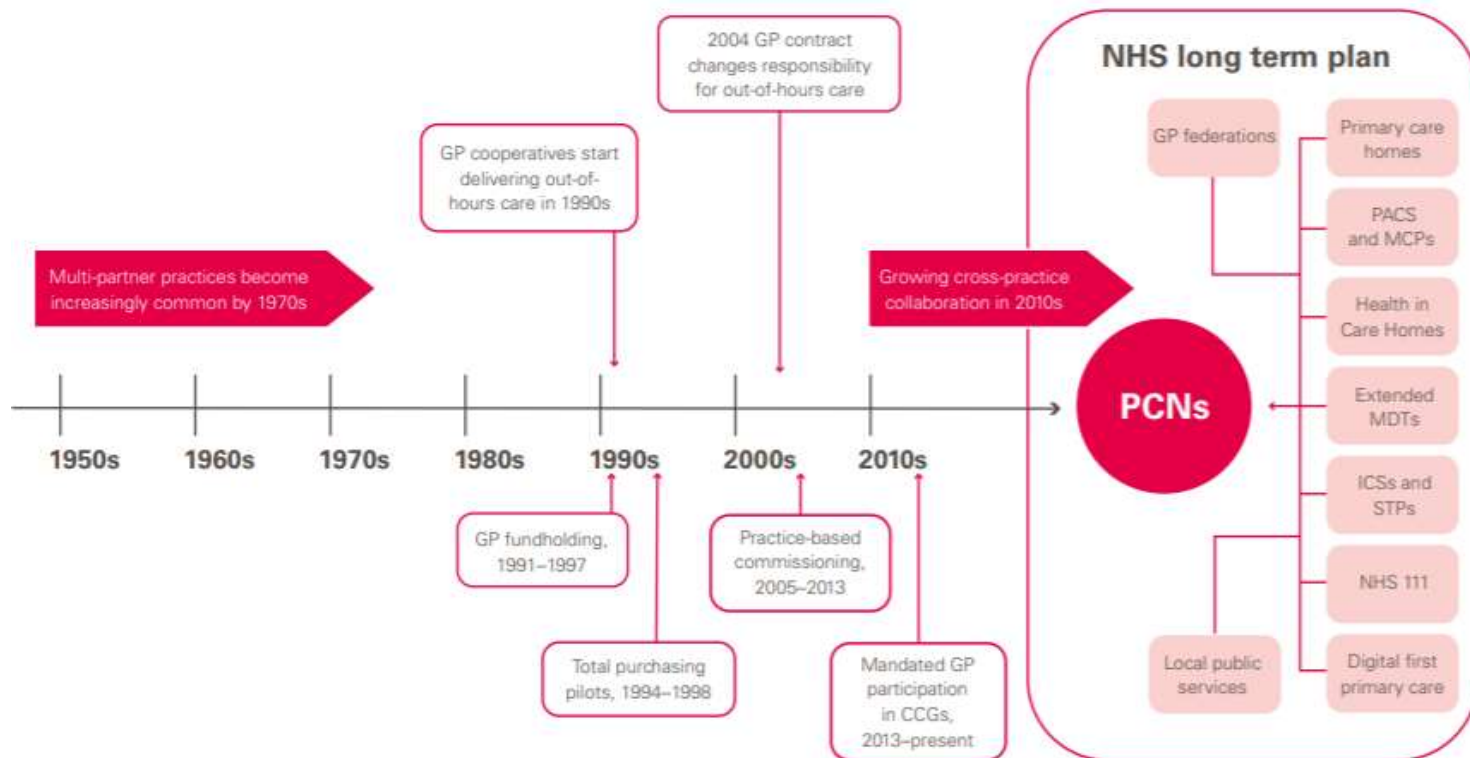 2004 GP contract
changes responsibility
for out-of-hours care
GP cooperatives start
delivering out-of-
hours care in 1990s
Multi-partner practices become
increasingly common by 1970s
Growing cross-practice
collaboration in 2010s
1950s
1960s
1970s
1980s
1990s
2000s
2010s
GP fundholding,
1991–1997
Total purchasing
pilots, 1994–1998
Practice-based
commissioning,
2005–2013
Mandated GP
participation
in CCGs,
2013–present
NHS long term plan
PCNs
GP federations
Local public
services
Primary care
homes
PACS
and MCPs
Health in
Care Homes
Extended
MDTs
ICSs and
STPs
NHS 111
Digital first
primary care